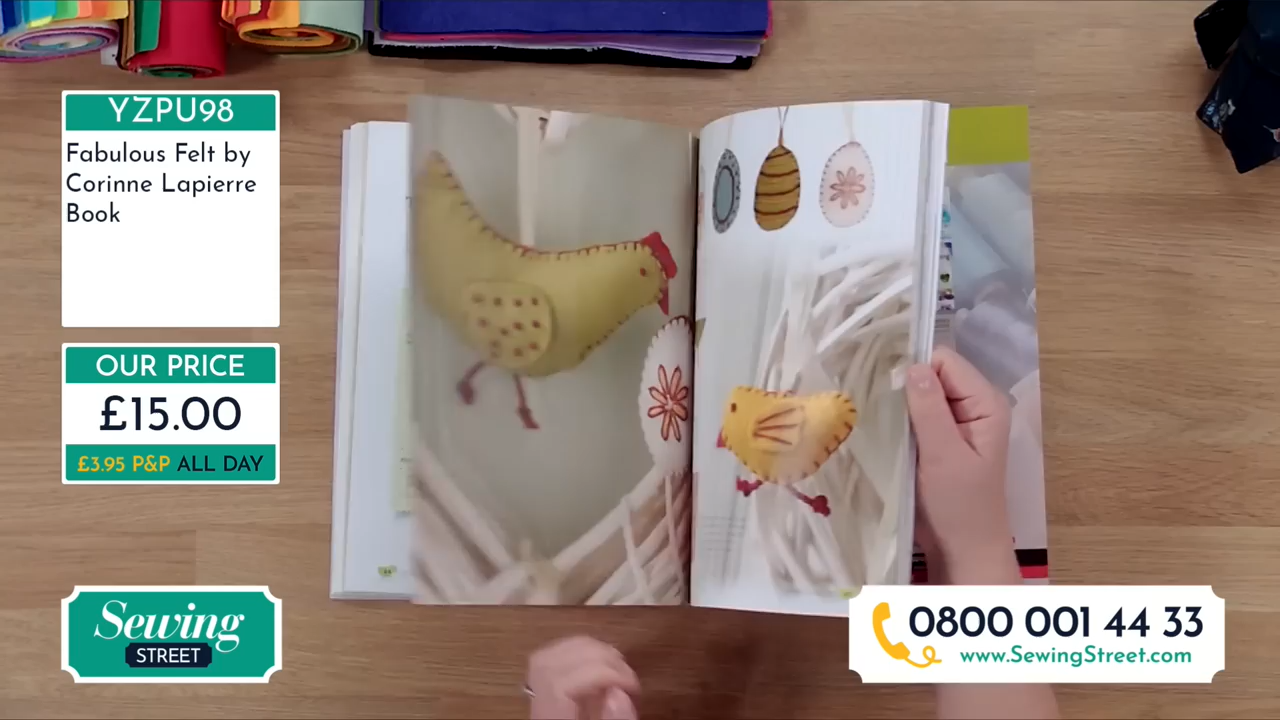 YZPU98
Fabulous Felt by
Corinne Lapierre
Book
OUR PRICE
£15.00
£3.95 P&P ALL DAY
Sewing
STREET
0800 001 44 33
www.SewingStreet.com